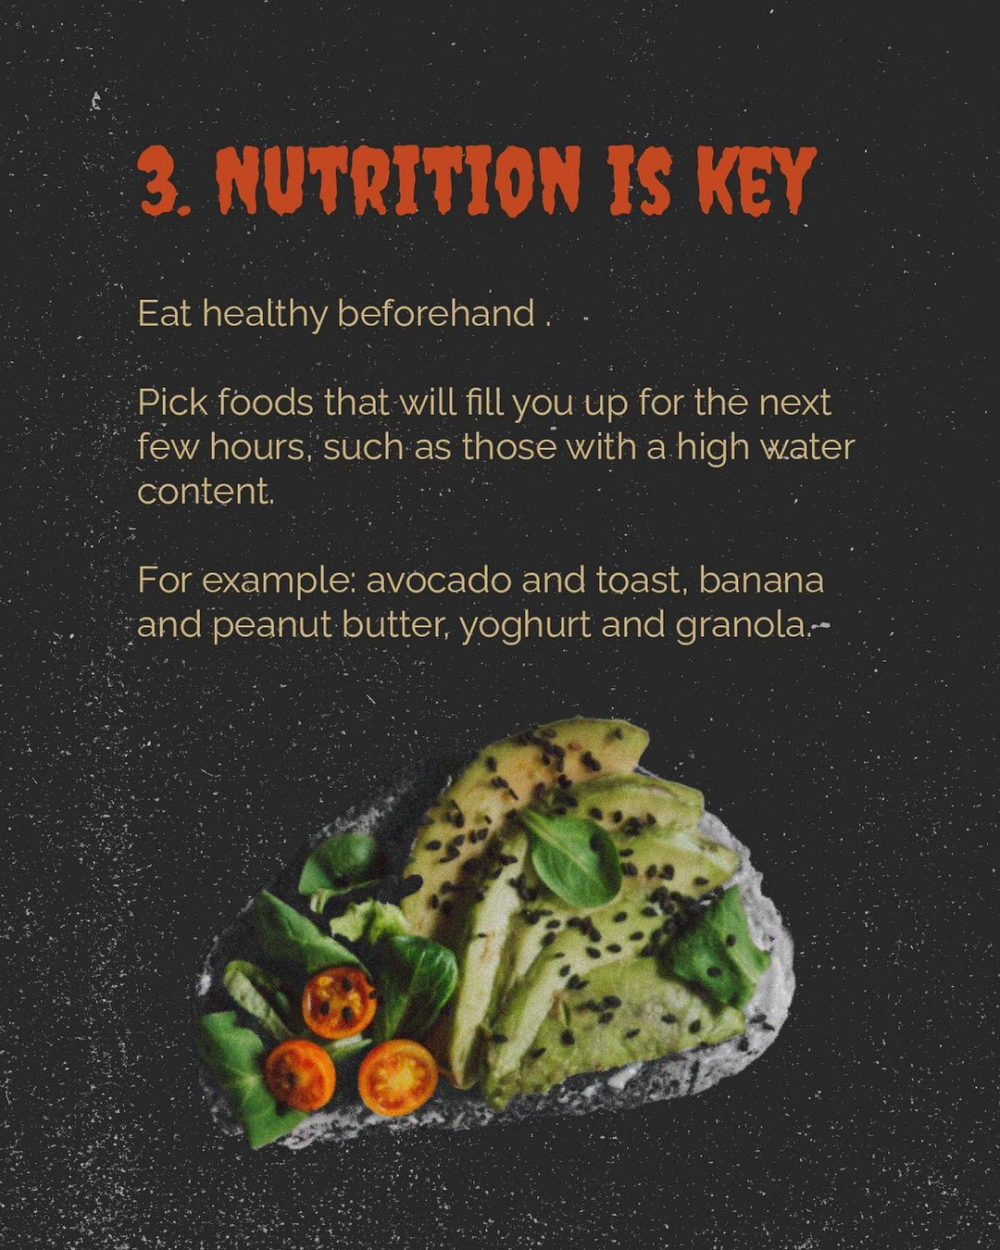 3. NUTRITION IS KEY
Eat healthy beforehand .
Pick foods that will fill you up for the next
few hours, such as those with a high water
content.
For example: avocado and toast, banana
and peanut butter, yoghurt and granola.